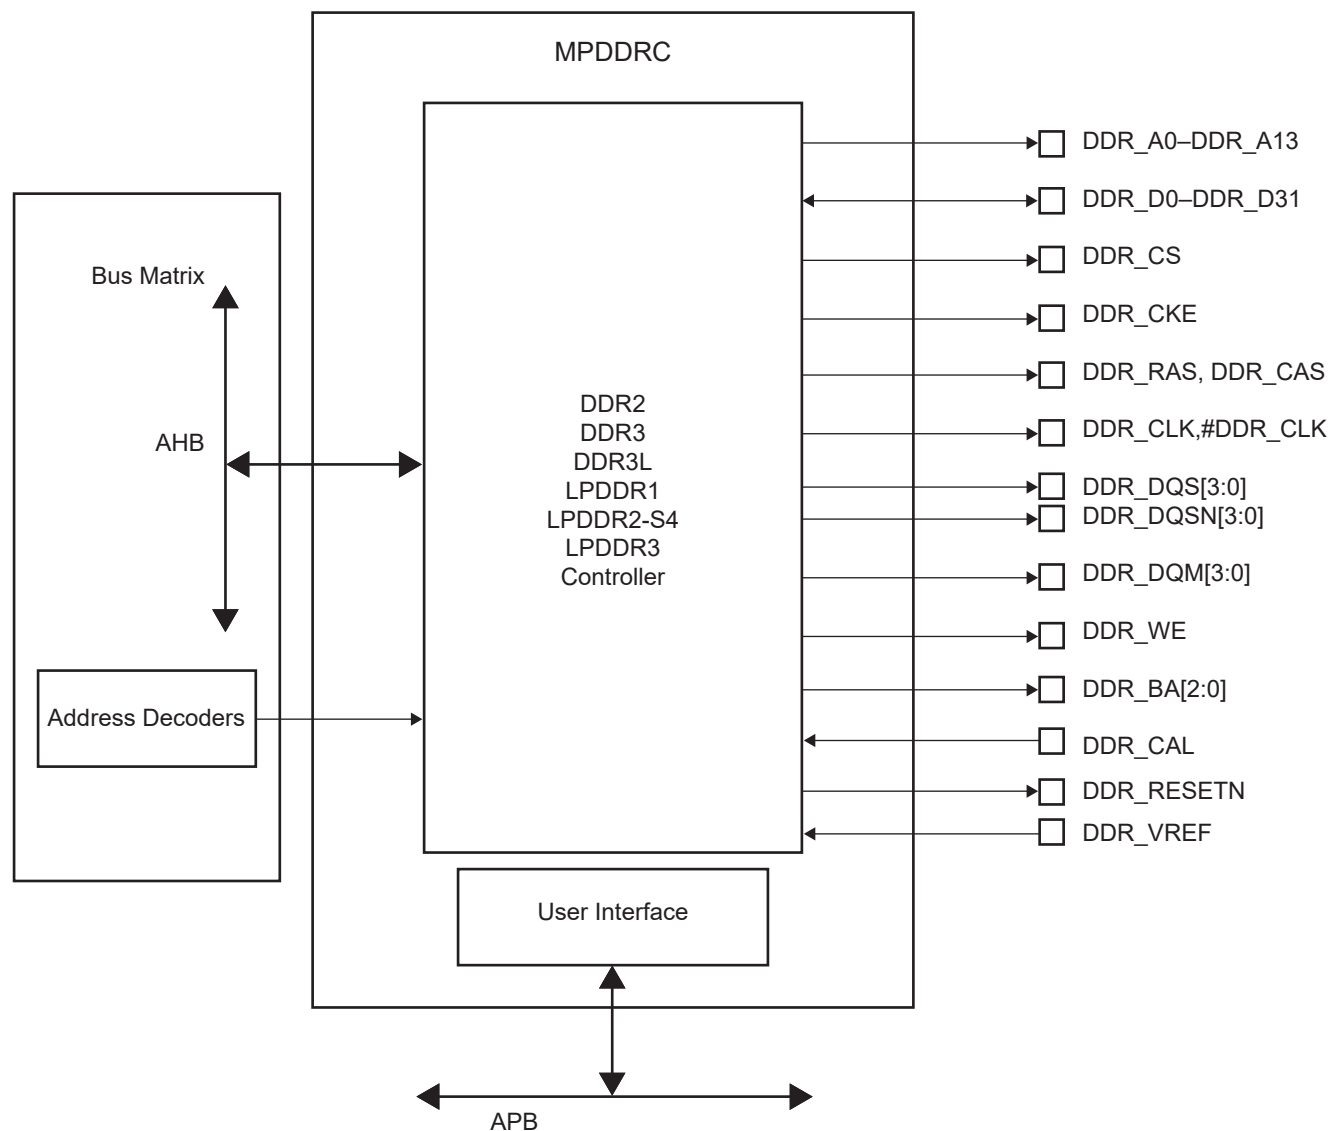 MPDDRC
Bus Matrix
AHB
Address Decoders
DDR2
DDR3
DDR3L
LPDDR1
LPDDR2-S4
LPDDR3
Controller
User Interface
APB
DDR_A0–DDR_A13
DDR_D0–DDR_D31
DDR_CS
DDR_CKE
DDR_RAS, DDR_CAS
DDR_CLK,#DDR_CLK
DDR_DQS[3:0]
DDR_DQSN[3:0]
DDR_DQM[3:0]
DDR_WE
DDR_BA[2:0]
DDR_CAL
DDR_RESETN
DDR_VREF